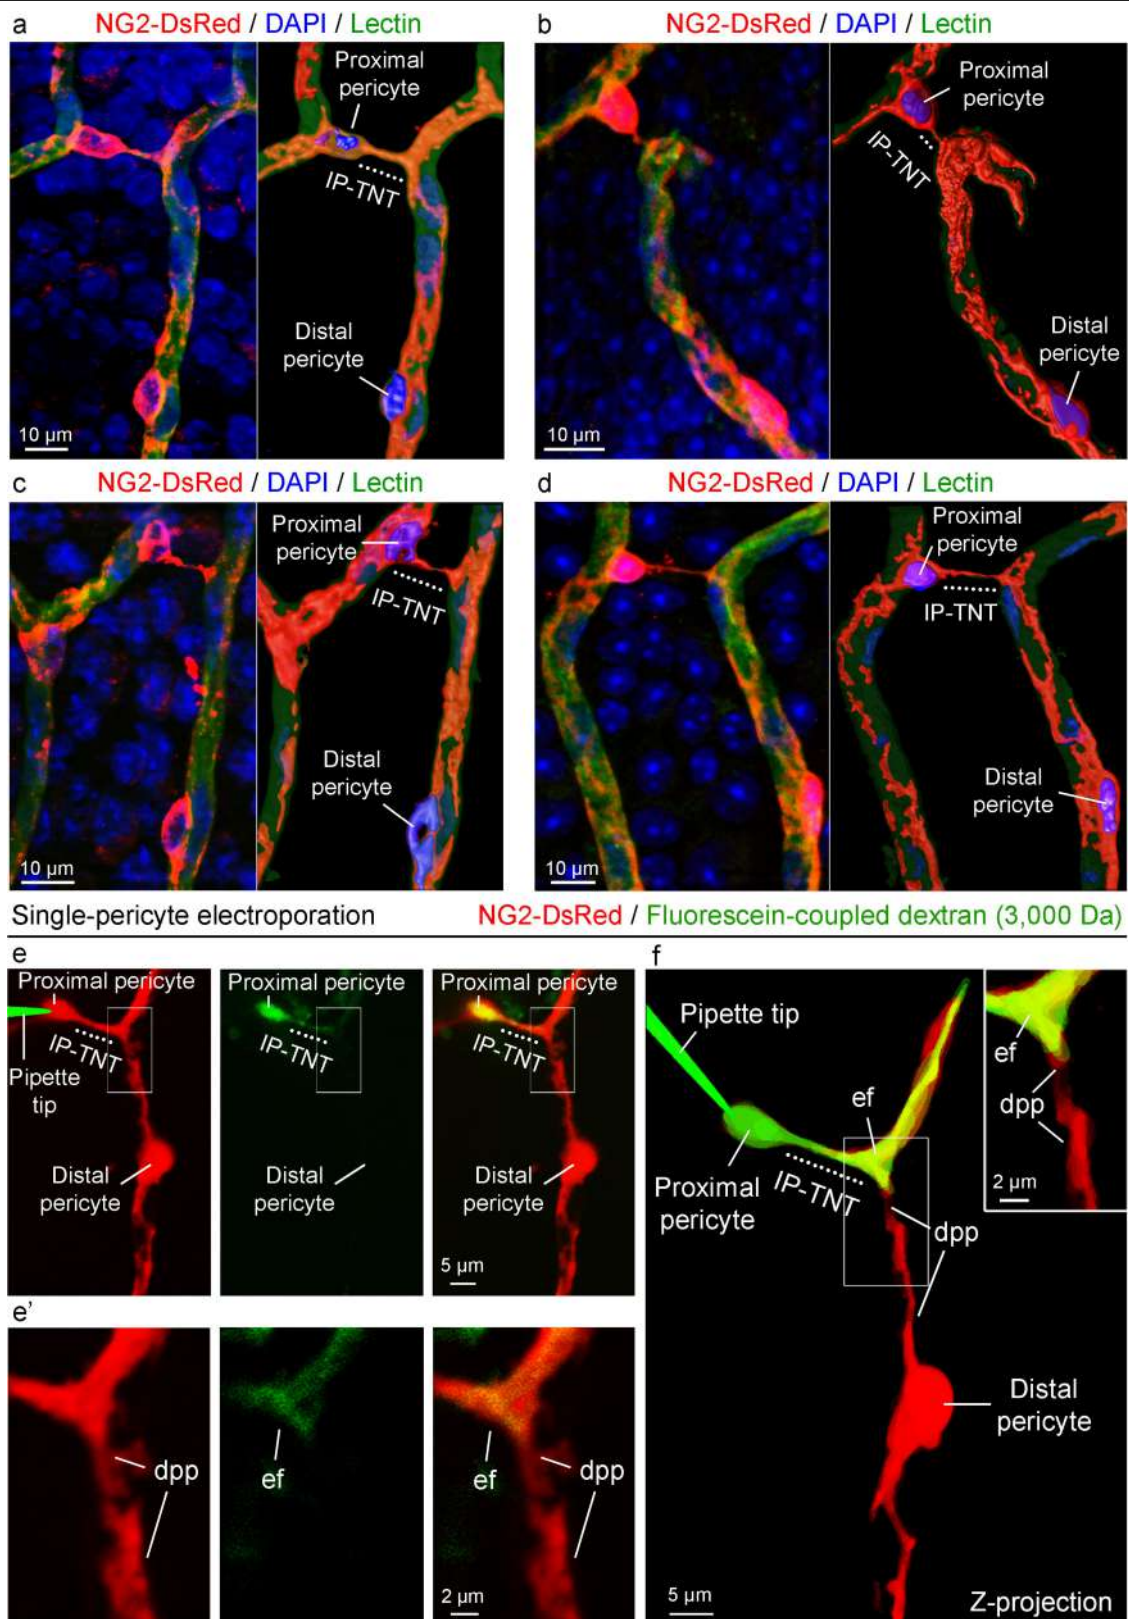 a
NG2-DsRed / DAPI / Lectin
Proximal
pericyte
IP-TNT
Distal
pericyte
10 µm
b
NG2-DsRed / DAPI / Lectin
Proximal
pericyte
IP-TNT
Distal
pericyte
10 µm
c
NG2-DsRed / DAPI / Lectin
Proximal
pericyte
IP-TNT
Distal
pericyte
10 µm
d
NG2-DsRed / DAPI / Lectin
Proximal
pericyte
IP-TNT
Distal
pericyte
10 µm
Single-pericyte electroporation
NG2-DsRed / Fluorescein-coupled dextran (3,000 Da)
e
Proximal pericyte
IP-TNT
Pipette
tip
Distal
pericyte
Proximal pericyte
IP-TNT
Distal
pericyte
Proximal pericyte
IP-TNT
Distal
pericyte
5 µm
e'
dpp
ef
ef
dpp
2 µm
f
Pipette tip
ef
Proximal
pericyte
IP-TNT
dpp
Distal
pericyte
5 µm
Z-projection
ef
dpp
2 µm